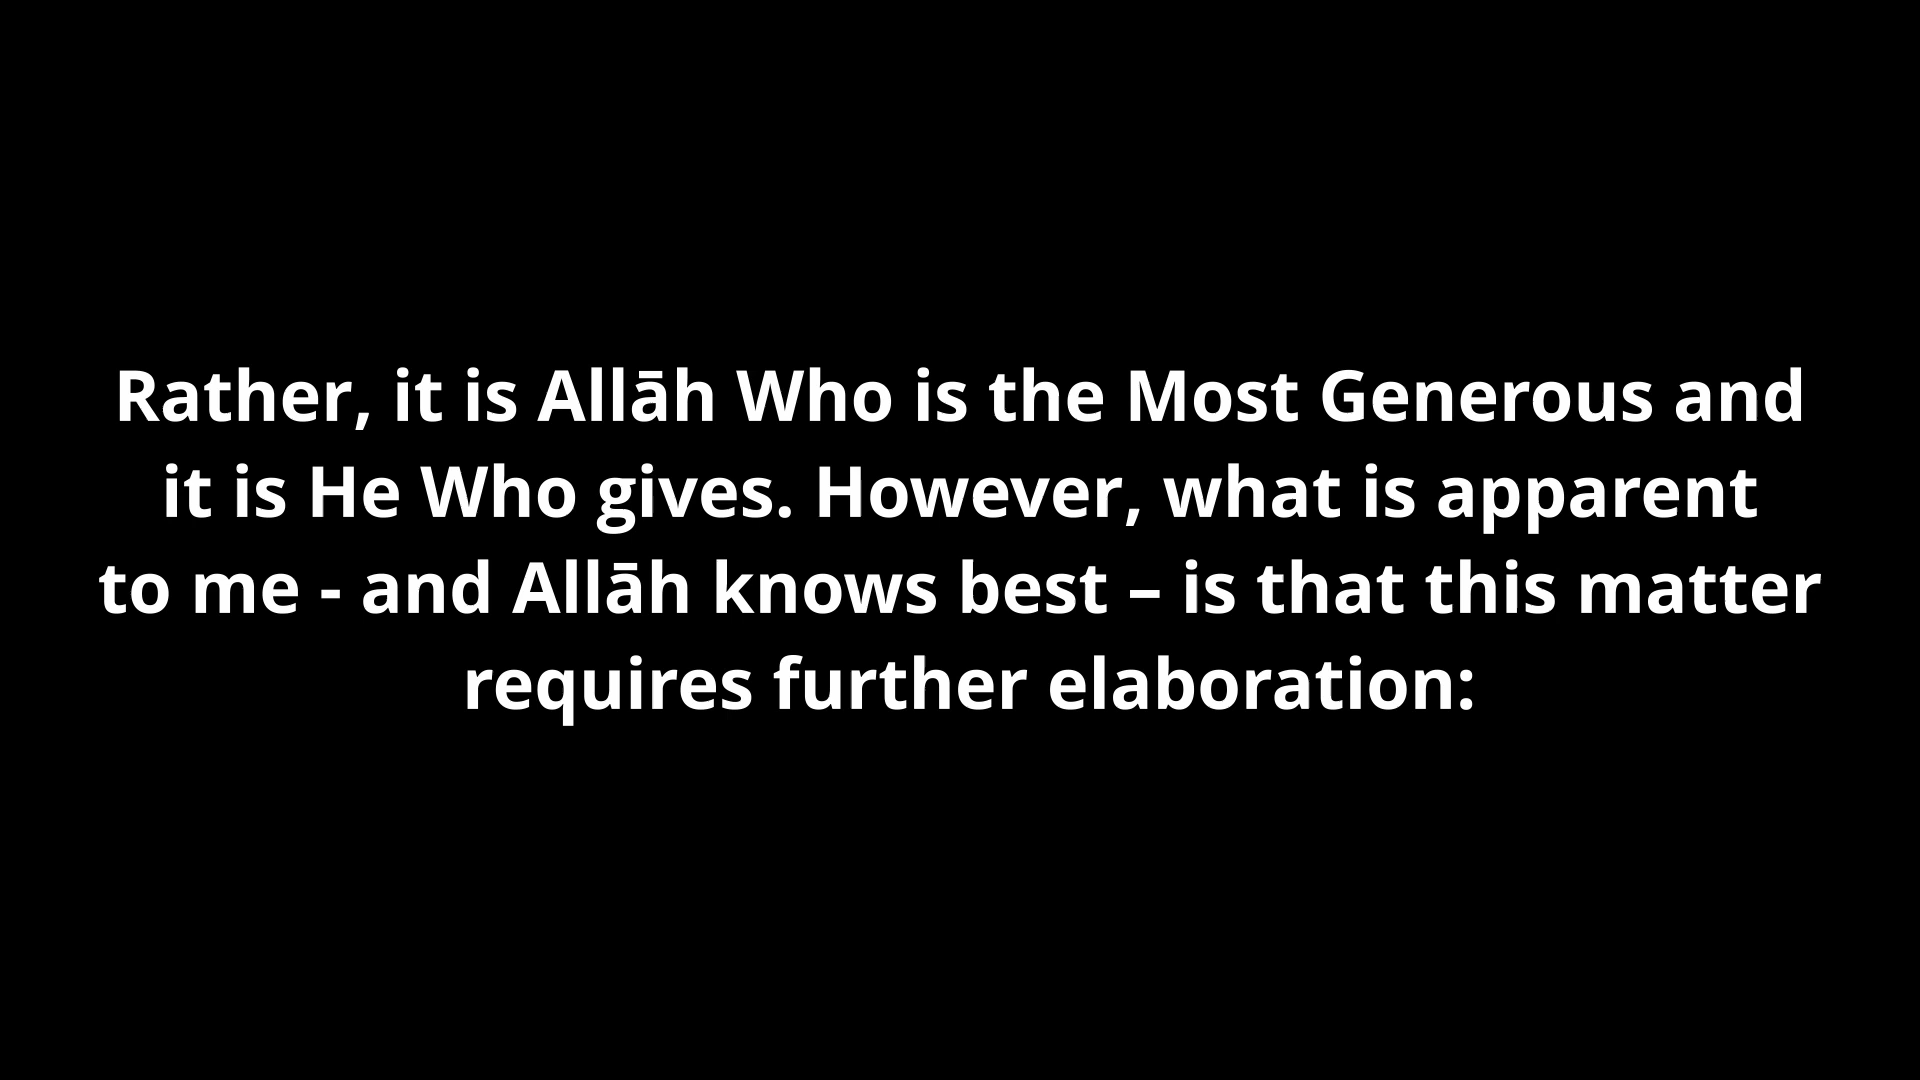 Rather, it is Allāh Who is the Most Generous and
it is He Who gives. However, what is apparent
to me - and Allāh knows best – is that this matter
requires further elaboration: